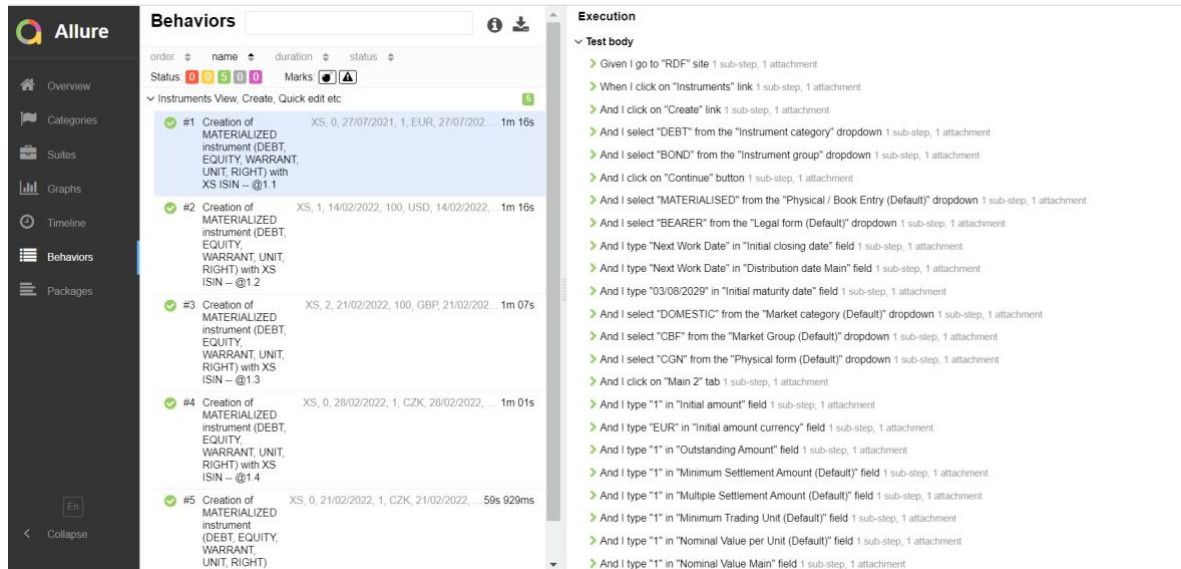 Allure
Overview
Categories
Suites
Graphs
Timeline
Behaviors
Packages
En
Collapse
Behaviors
order name duration status
Status: 0 0 5 0 0 Marks:
Instruments View, Create, Quick edit etc 5
#1 Creation of XS, 0, 27/07/2021, 1, EUR, 27/07/202... 1m 16s
MATERIALIZED
instrument (DEBT,
EQUITY, WARRANT,
UNIT, RIGHT) with
XS ISIN -- @1.1
#2 Creation of XS, 1, 14/02/2022, 100, USD, 14/02/2022,... 1m 16s
MATERIALIZED
instrument (DEBT,
EQUITY,
WARRANT, UNIT,
RIGHT) with XS
ISIN -- @1.2
#3 Creation of XS, 2, 21/02/2022, 100, GBP, 21/02/202... 1m 07s
MATERIALIZED
instrument (DEBT,
EQUITY,
WARRANT, UNIT,
RIGHT) with XS
ISIN -- @1.3
#4 Creation of XS, 0, 28/02/2022, 1, CZK, 28/02/2022, ... 1m 01s
MATERIALIZED
instrument (DEBT,
EQUITY,
WARRANT, UNIT,
RIGHT) with XS
ISIN -- @1.4
#5 Creation of XS, 0, 21/02/2022, 1, CZK, 21/02/2022, ... 59s 929ms
MATERIALIZED
instrument
(DEBT, EQUITY,
WARRANT,
UNIT, RIGHT)
Execution
Test body
Given I go to "RDF" site 1 sub-step, 1 attachment
When I click on "Instruments" link 1 sub-step, 1 attachment
And I click on "Create" link 1 sub-step, 1 attachment
And I select "DEBT" from the "Instrument category" dropdown 1 sub-step, 1 attachment
And I select "BOND" from the "Instrument group" dropdown 1 sub-step, 1 attachment
And I click on "Continue" button 1 sub-step, 1 attachment
And I select "MATERIALISED" from the "Physical / Book Entry (Default)" dropdown 1 sub-step, 1 attachment
And I select "BEARER" from the "Legal form (Default)" dropdown 1 sub-step, 1 attachment
And I type "Next Work Date" in "Initial closing date" field 1 sub-step, 1 attachment
And I type "Next Work Date" in "Distribution date Main" field 1 sub-step, 1 attachment
And I type "03/08/2029" in "Initial maturity date" field 1 sub-step, 1 attachment
And I select "DOMESTIC" from the "Market category (Default)" dropdown 1 sub-step, 1 attachment
And I select "CBF" from the "Market Group (Default)" dropdown 1 sub-step, 1 attachment
And I select "CGN" from the "Physical form (Default)" dropdown 1 sub-step, 1 attachment
And I click on "Main 2" tab 1 sub-step, 1 attachment
And I type "1" in "Initial amount" field 1 sub-step, 1 attachment
And I type "EUR" in "Initial amount currency" field 1 sub-step, 1 attachment
And I type "1" in "Outstanding Amount" field 1 sub-step, 1 attachment
And I type "1" in "Minimum Settlement Amount (Default)" field 1 sub-step, 1 attachment
And I type "1" in "Multiple Settlement Amount (Default)" field 1 sub-step, 1 attachment
And I type "1" in "Minimum Trading Unit (Default)" field 1 sub-step, 1 attachment
And I type "1" in "Nominal Value per Unit (Default)" field 1 sub-step, 1 attachment
And I type "1" in "Nominal Value Main" field 1 sub-step, 1 attachment